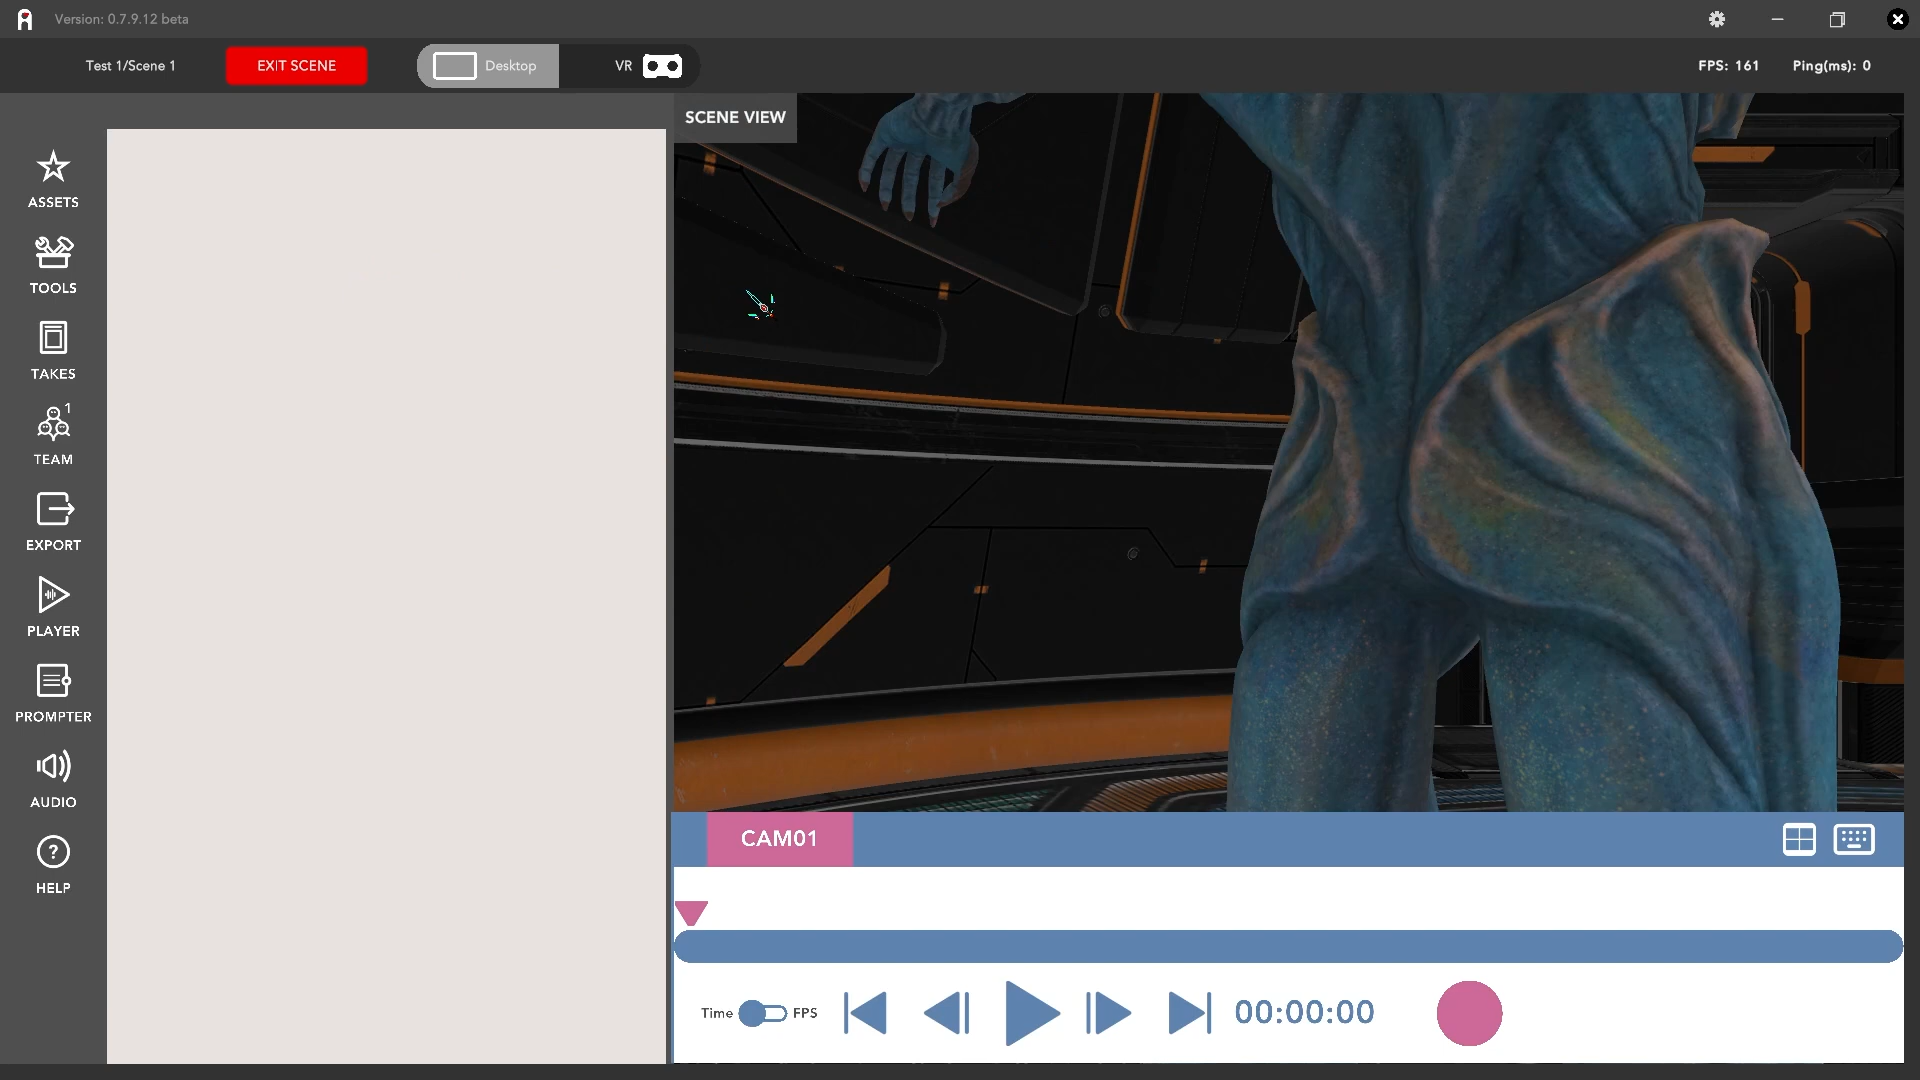 Version: 0.7.9.12 beta
Test 1/Scene 1
EXIT SCENE
Desktop
VR
FPS: 161
Ping(ms): 0
SCENE VIEW
ASSETS
TOOLS
TAKES
1
TEAM
EXPORT
PLAYER
PROMPTER
AUDIO
?
HELP
CAM01
Time
FPS
00:00:00